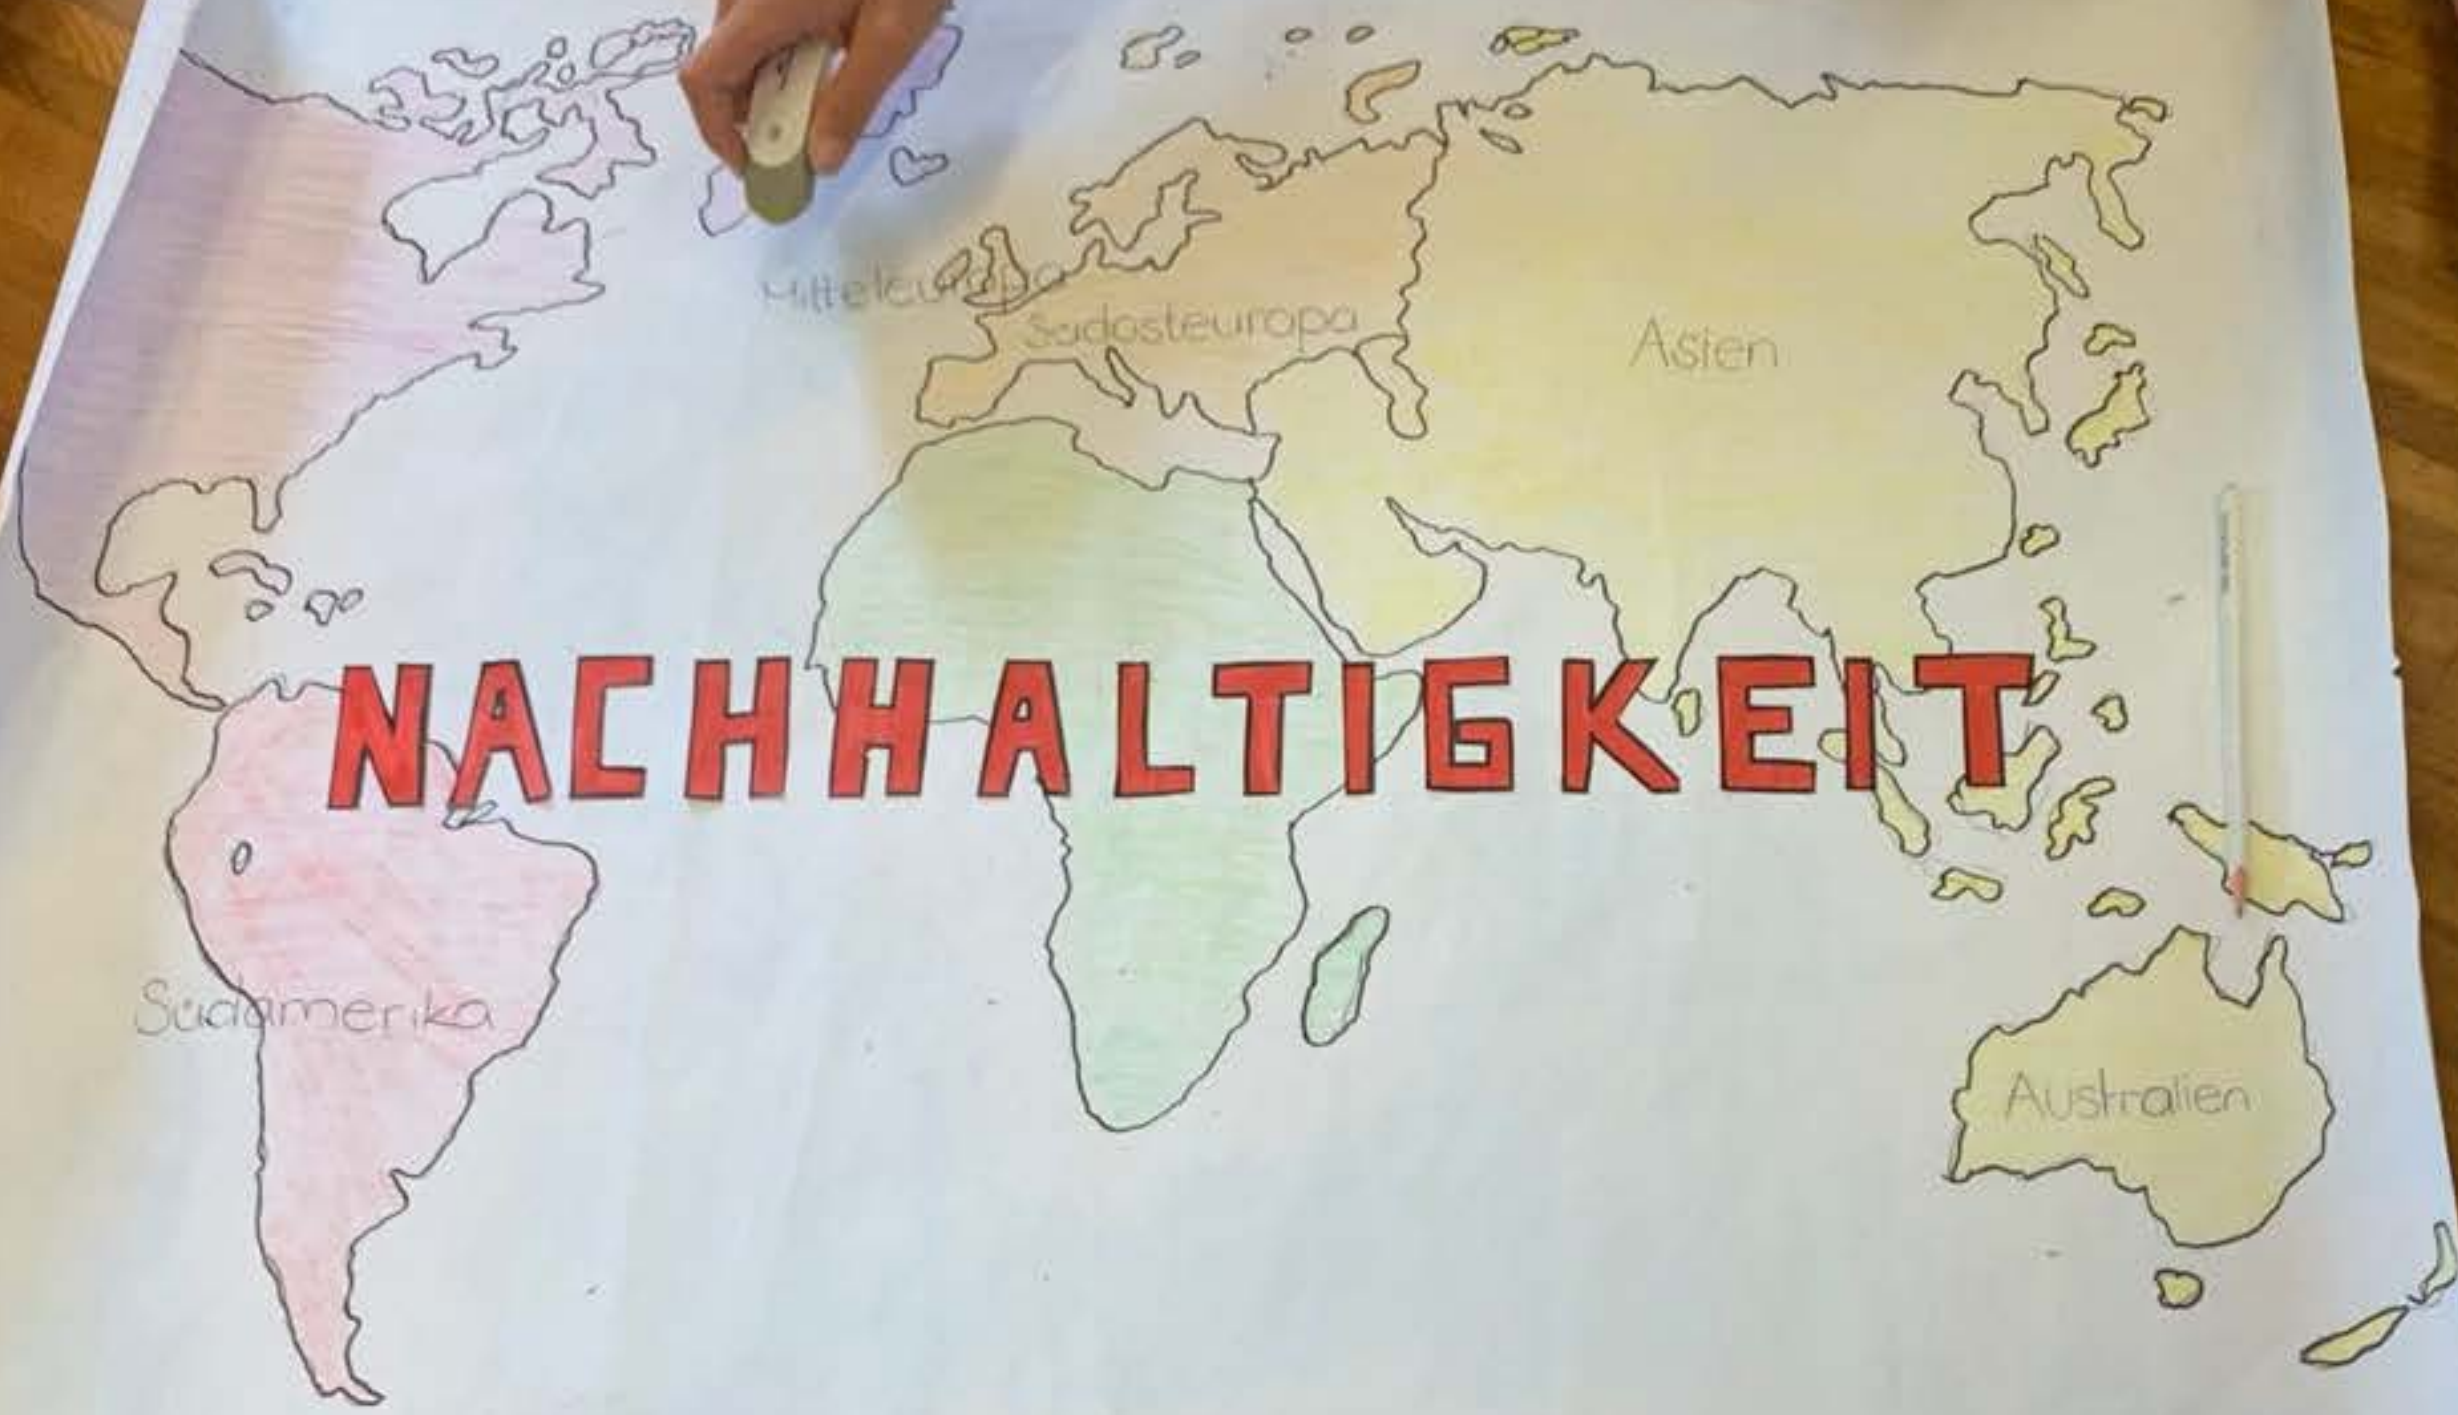 Mitteleuropa
Südosteuropa
Asien
NACHHALTIGKEIT
Südamerika
Australien